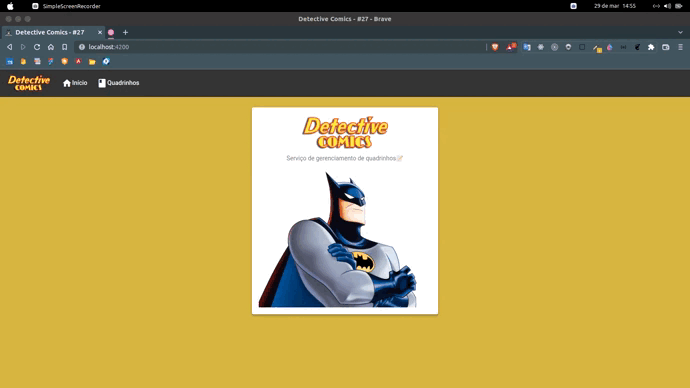 SimpleScreenRecorder
29 de mar 14:55
Detective Comics - #27 - Brave
Detective Comics - #27
localhost:4200
Detective
COMICS
Início
Quadrinhos
Detective
COMICS
Serviço de gerenciamento de quadrinhos